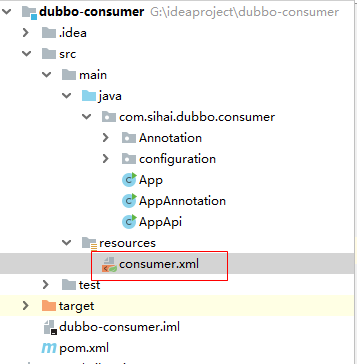 dubbo-consumer G:\ideaproject\dubbo-consumer
.idea
src
main
java
com.sihai.dubbo.consumer
Annotation
configuration
App
AppAnnotation
AppApi
resources
consumer.xml
test
target
dubbo-consumer.iml
pom.xml